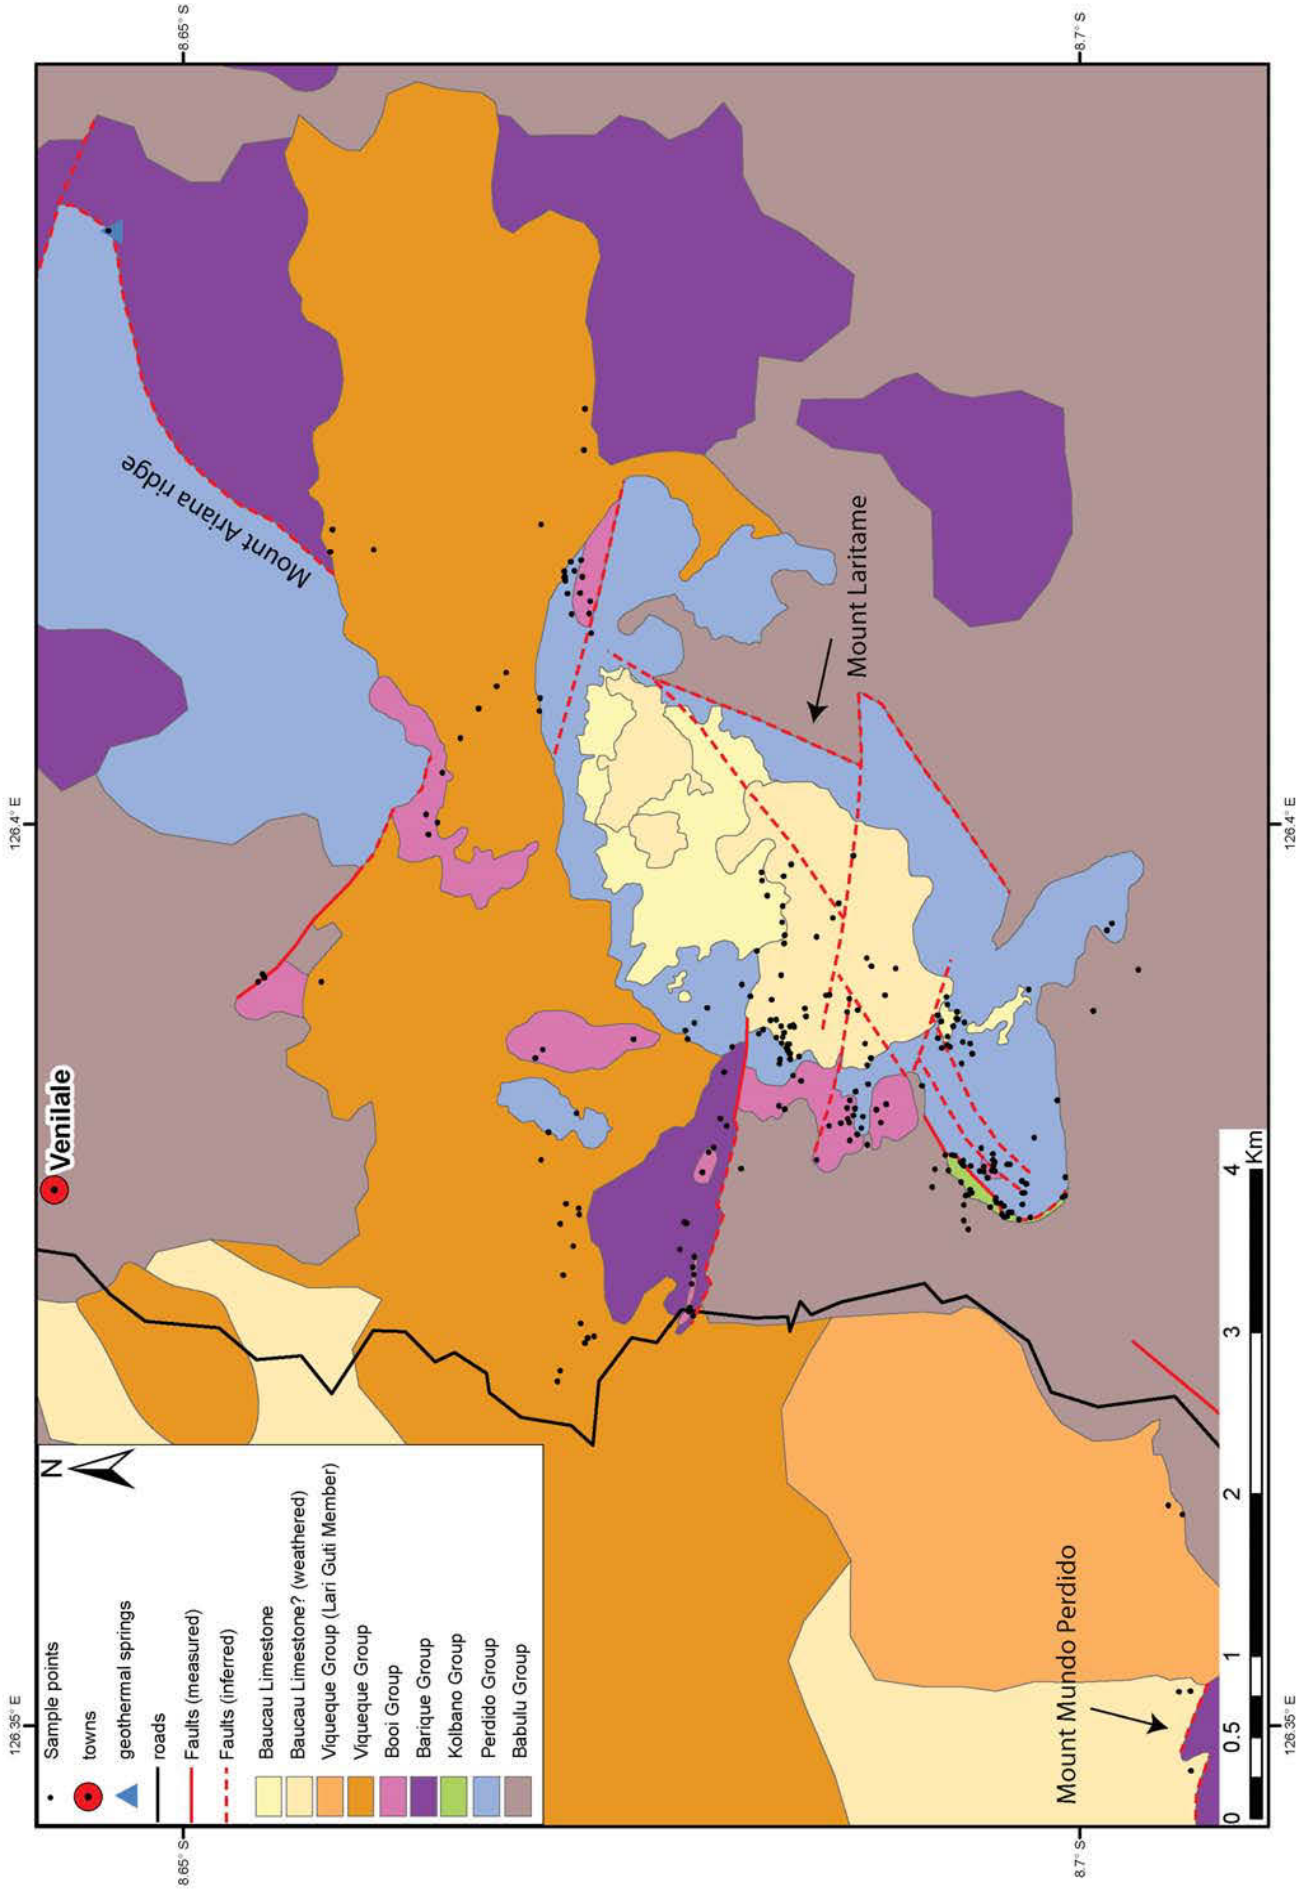 126.35° E
126.4° E
8.65° S
8.65° S
N
Sample points
towns
geothermal springs
roads
Faults (measured)
Faults (inferred)
Baucau Limestone
Baucau Limestone? (weathered)
Viqueque Group (Lari Guti Member)
Viqueque Group
Booi Group
Barique Group
Kolbano Group
Perdido Group
Babulu Group
Venilale
Mount Ariana ridge
Mount Laritame
Mount Mundo Perdido
8.7° S
8.7° S
0 0.5 1 2 3 4
Km
126.35° E
126.4° E